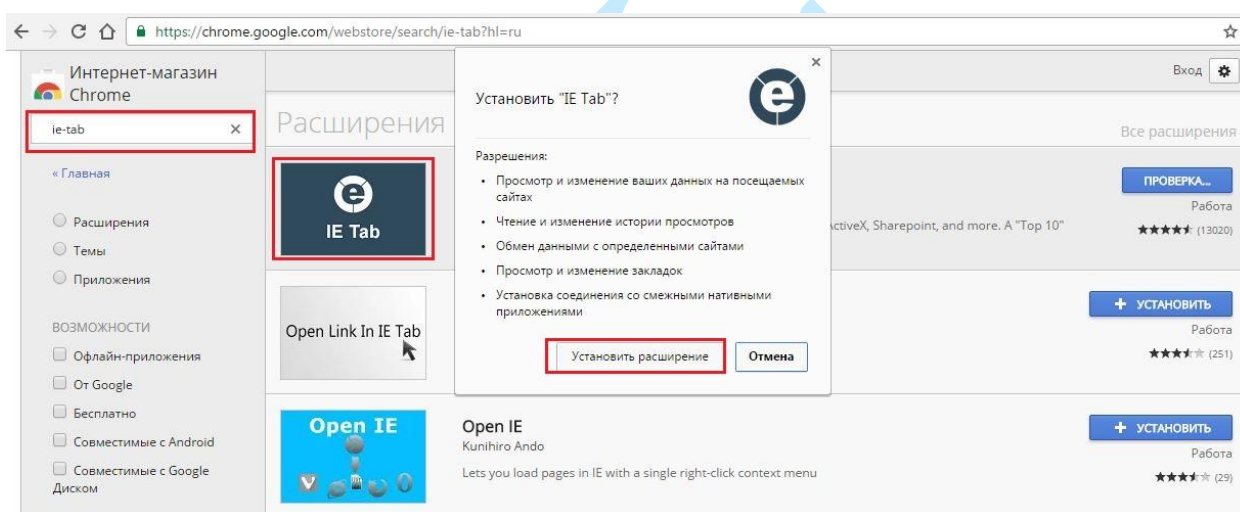 https://chrome.google.com/webstore/search/ie-tab?hl=ru
Интернет-магазин
Chrome
Вход
ie-tab
Расширения
Все расширения
« Главная
Расширения
Темы
Приложения
ВОЗМОЖНОСТИ
Офлайн-приложения
От Google
Бесплатно
Совместимые с Android
Совместимые с Google
Диском
IE Tab
ActiveX, Sharepoint, and more. A "Top 10"
ПРОВЕРКА...
Работа
(13020)
Open Link In IE Tab
УСТАНОВИТЬ
Работа
(251)
Open IE
Open IE
Kunihiro Ando
Lets you load pages in IE with a single right-click context menu
УСТАНОВИТЬ
Работа
(29)
Установить "IE Tab"?
Разрешения:
• Просмотр и изменение ваших данных на посещаемых
сайтах
• Чтение и изменение истории просмотров
• Обмен данными с определенными сайтами
• Просмотр и изменение закладок
• Установка соединения со смежными нативными
приложениями
Установить расширение
Отмена